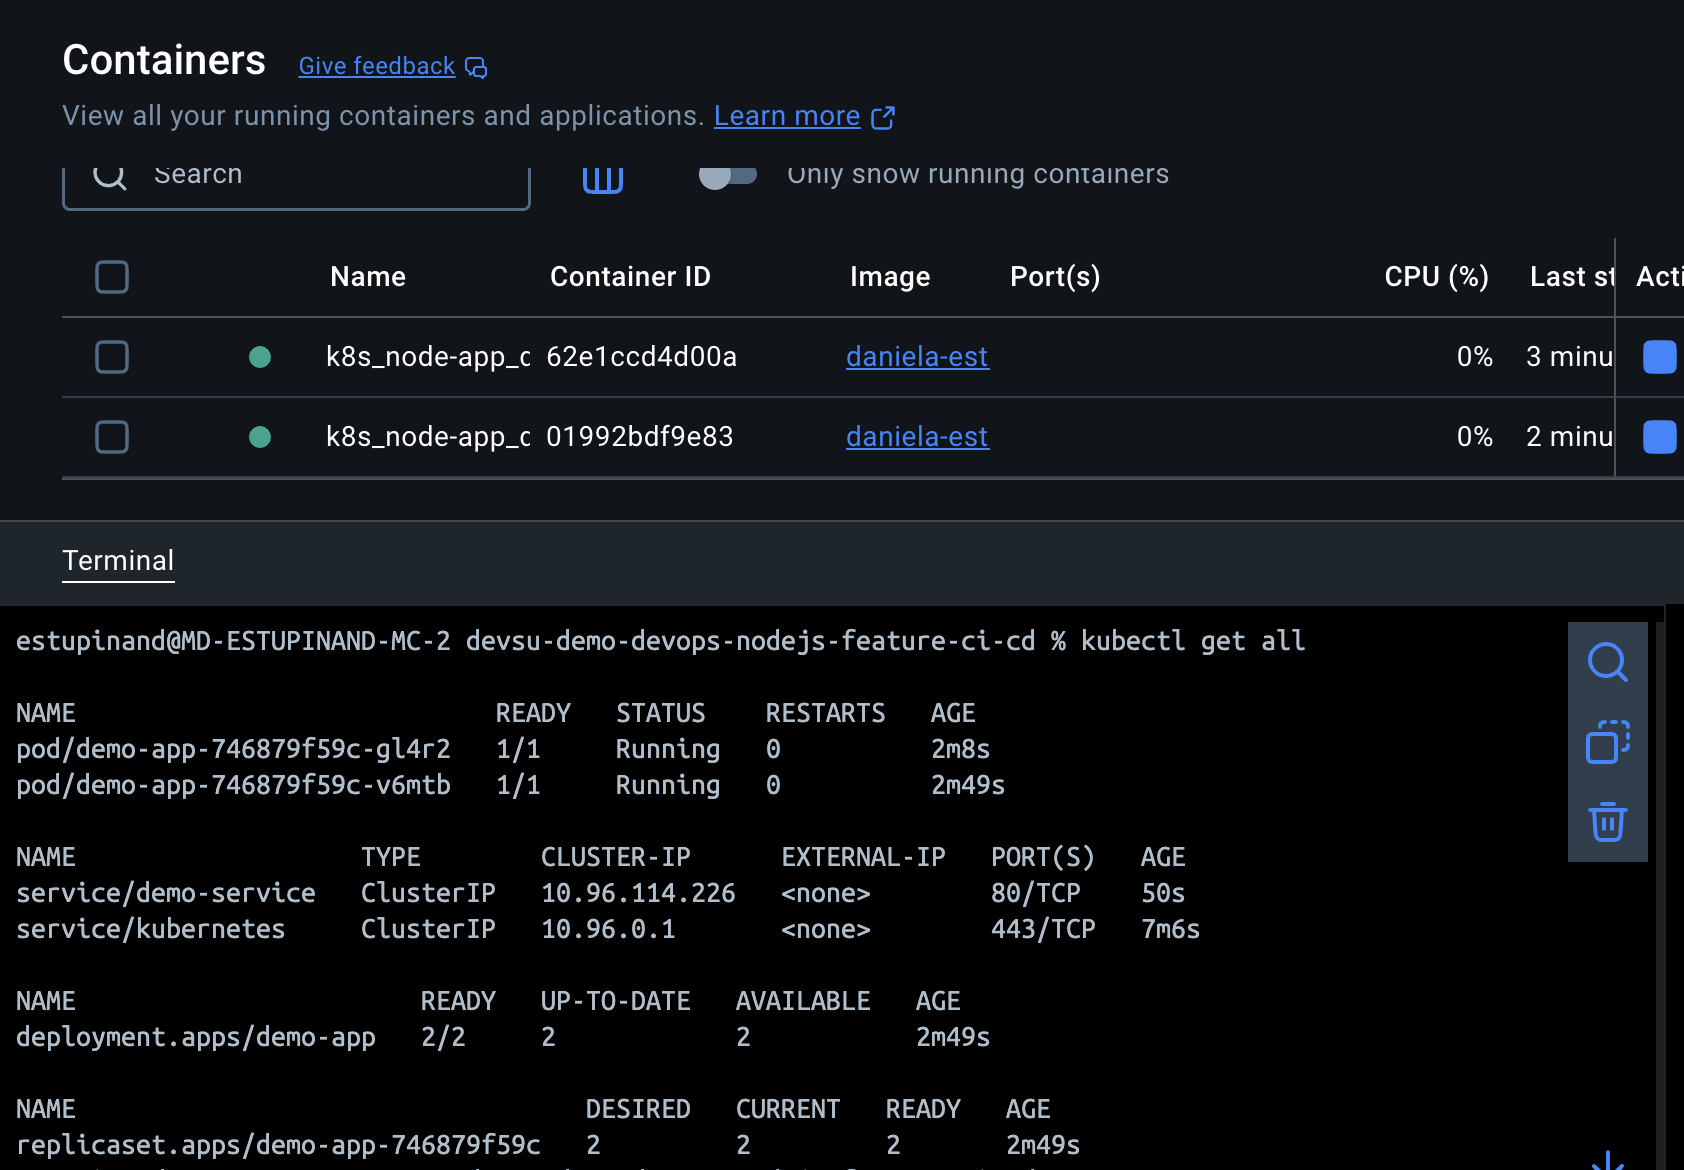 Containers Give feedback
View all your running containers and applications. Learn more
Search Only show running containers
Name Container ID Image Port(s) CPU (%) Last st Acti
k8s_node-app_c 62e1ccd4d00a daniela-est 0% 3 minu
k8s_node-app_c 01992bdf9e83 daniela-est 0% 2 minu
Terminal
estupinand@MD-ESTUPINAND-MC-2 devsu-demo-devops-nodejs-feature-ci-cd % kubectl get all
NAME READY STATUS RESTARTS AGE
pod/demo-app-746879f59c-gl4r2 1/1 Running 0 2m8s
pod/demo-app-746879f59c-v6mtb 1/1 Running 0 2m49s
NAME TYPE CLUSTER-IP EXTERNAL-IP PORT(S) AGE
service/demo-service ClusterIP 10.96.114.226 <none> 80/TCP 50s
service/kubernetes ClusterIP 10.96.0.1 <none> 443/TCP 7m6s
NAME READY UP-TO-DATE AVAILABLE AGE
deployment.apps/demo-app 2/2 2 2 2m49s
NAME DESIRED CURRENT READY AGE
replicaset.apps/demo-app-746879f59c 2 2 2 2m49s